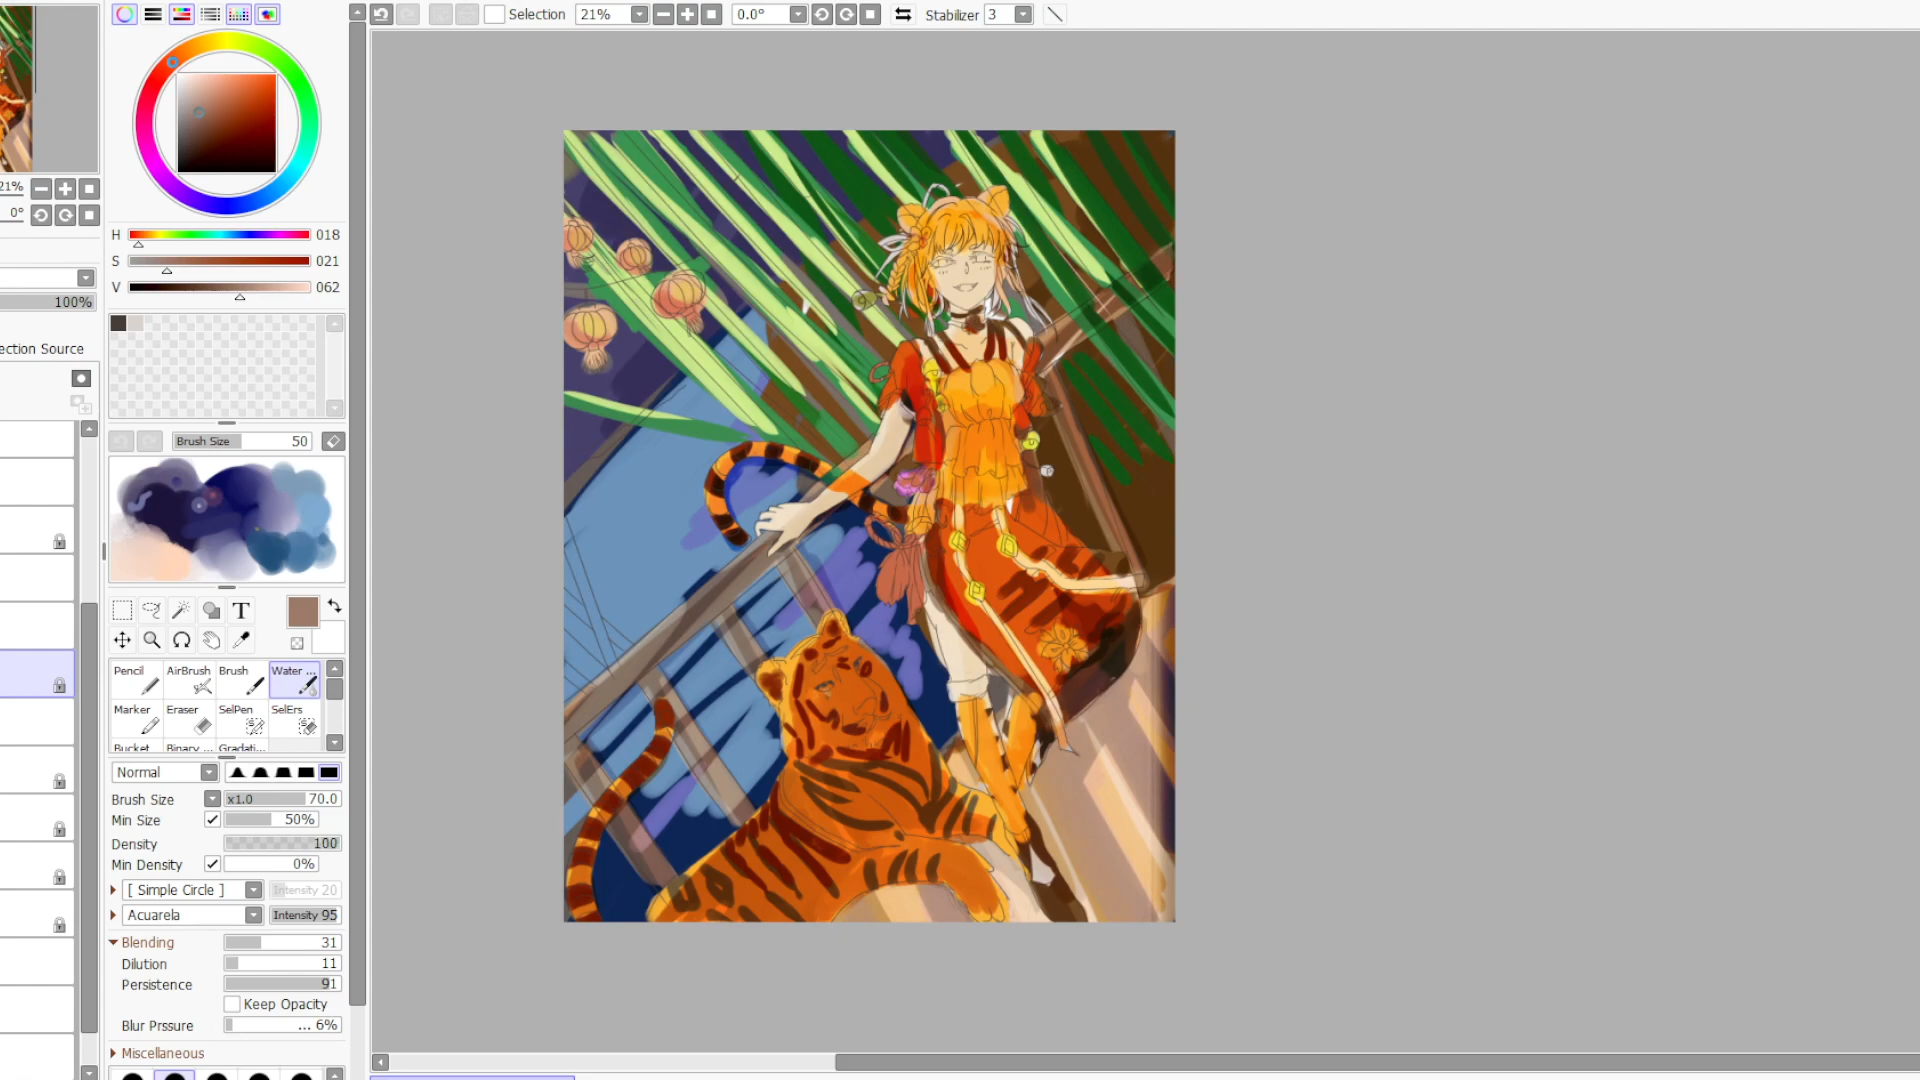 Selection 21% 0.0° Stabilizer 3
21%
0°
H 018
S 021
V 062
100%
ection Source
Brush Size 50
T
Pencil AirBrush Brush Water ...
Marker Eraser SelPen SelErs
Bucket Binary ... Gradati...
Normal
Brush Size x1.0 70.0
Min Size 50%
Density 100
Min Density 0%
[ Simple Circle ] Intensity 20
Acuarela Intensity 95
Blending 31
Dilution 11
Persistence 91
Keep Opacity
Blur Prssure ... 6%
Miscellaneous